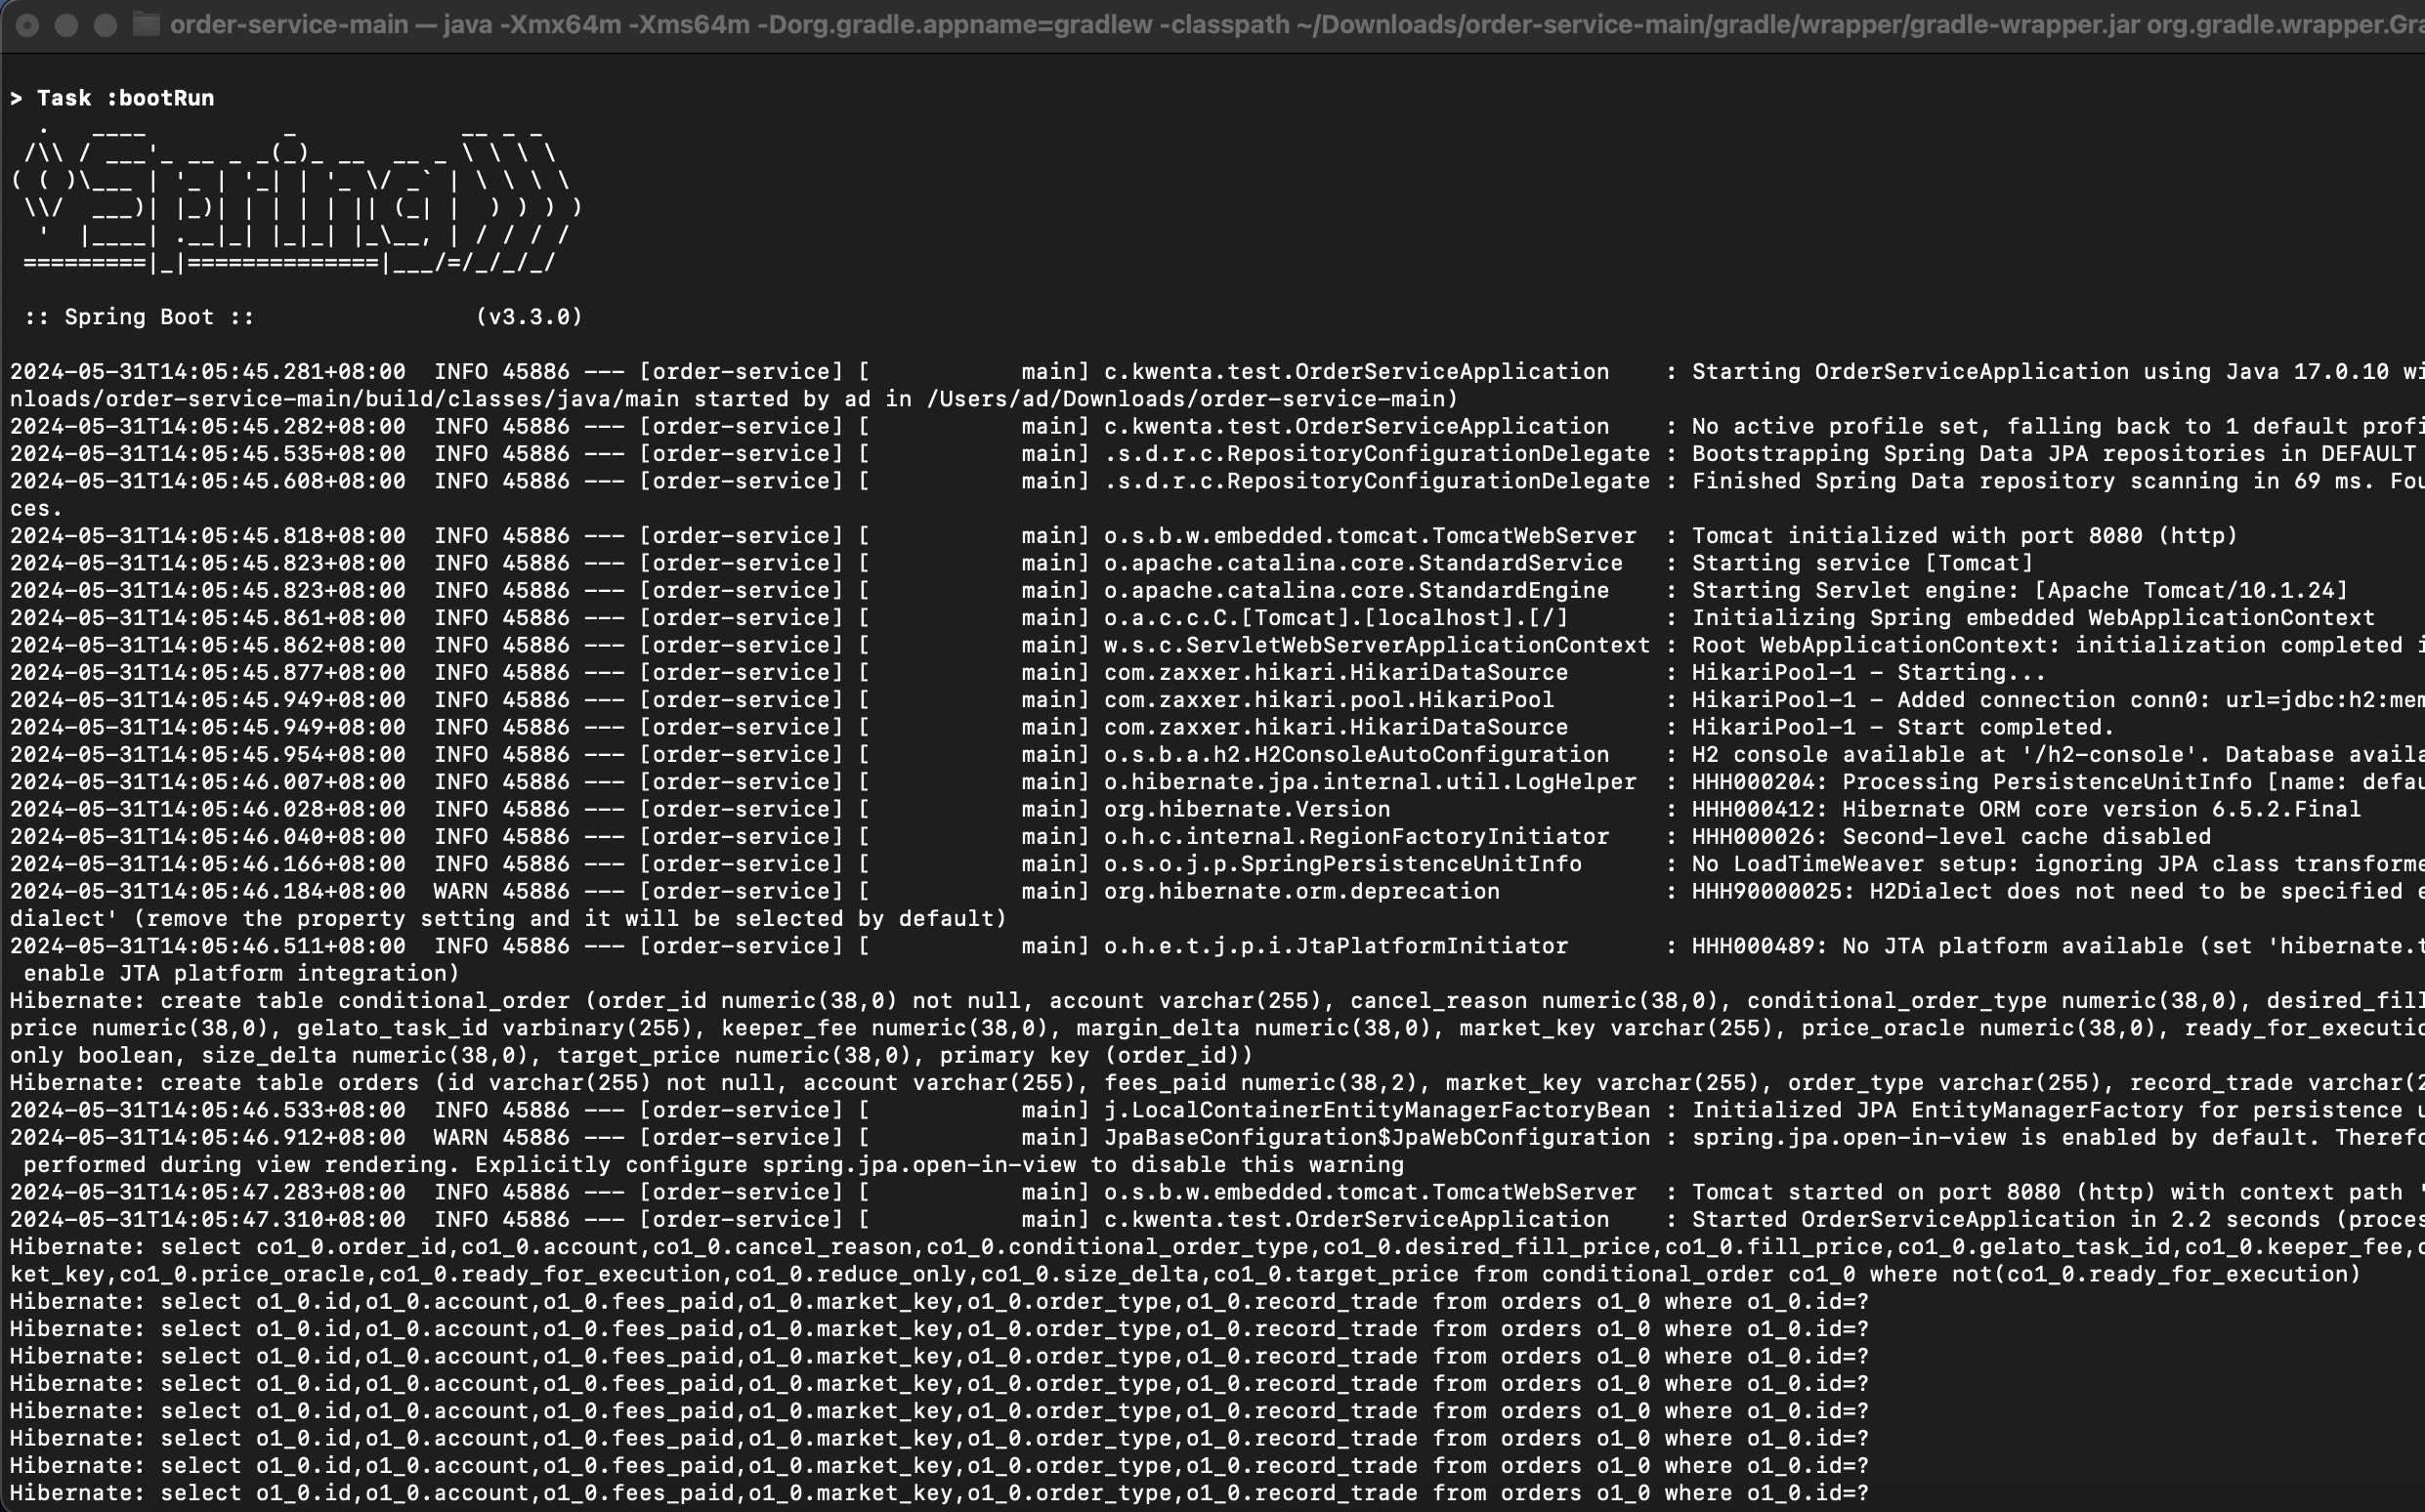 order-service-main — java -Xmx64m -Xms64m -Dorg.gradle.appname=gradlew -classpath ~/Downloads/order-service-main/gradle/wrapper/gradle-wrapper.jar org.gradle.wrapper.Gra
> Task :bootRun
  .   ____          _            __ _ _
 /\\ / ___'_ __ _ _(_)_ __  __ _ \ \ \ \
( ( )\___ | '_ | '_| | '_ \/ _` | \ \ \ \
 \\/  ___)| |_)| | | | | || (_| |  ) ) ) )
  '  |____| .__|_| |_|_| |_\__, | / / / /
 =========|_|==============|___/=/_/_/_/
 :: Spring Boot ::                (v3.3.0)
2024-05-31T14:05:45.281+08:00  INFO 45886 --- [order-service] [           main] c.kwenta.test.OrderServiceApplication    : Starting OrderServiceApplication using Java 17.0.10 wi
nloads/order-service-main/build/classes/java/main started by ad in /Users/ad/Downloads/order-service-main)
2024-05-31T14:05:45.282+08:00  INFO 45886 --- [order-service] [           main] c.kwenta.test.OrderServiceApplication    : No active profile set, falling back to 1 default profi
2024-05-31T14:05:45.535+08:00  INFO 45886 --- [order-service] [           main] .s.d.r.c.RepositoryConfigurationDelegate : Bootstrapping Spring Data JPA repositories in DEFAULT
2024-05-31T14:05:45.608+08:00  INFO 45886 --- [order-service] [           main] .s.d.r.c.RepositoryConfigurationDelegate : Finished Spring Data repository scanning in 69 ms. Fou
ces.
2024-05-31T14:05:45.818+08:00  INFO 45886 --- [order-service] [           main] o.s.b.w.embedded.tomcat.TomcatWebServer  : Tomcat initialized with port 8080 (http)
2024-05-31T14:05:45.823+08:00  INFO 45886 --- [order-service] [           main] o.apache.catalina.core.StandardService   : Starting service [Tomcat]
2024-05-31T14:05:45.823+08:00  INFO 45886 --- [order-service] [           main] o.apache.catalina.core.StandardEngine    : Starting Servlet engine: [Apache Tomcat/10.1.24]
2024-05-31T14:05:45.861+08:00  INFO 45886 --- [order-service] [           main] o.a.c.c.C.[Tomcat].[localhost].[/]       : Initializing Spring embedded WebApplicationContext
2024-05-31T14:05:45.862+08:00  INFO 45886 --- [order-service] [           main] w.s.c.ServletWebServerApplicationContext : Root WebApplicationContext: initialization completed i
2024-05-31T14:05:45.877+08:00  INFO 45886 --- [order-service] [           main] com.zaxxer.hikari.HikariDataSource       : HikariPool-1 - Starting...
2024-05-31T14:05:45.949+08:00  INFO 45886 --- [order-service] [           main] com.zaxxer.hikari.pool.HikariPool        : HikariPool-1 - Added connection conn0: url=jdbc:h2:mem
2024-05-31T14:05:45.949+08:00  INFO 45886 --- [order-service] [           main] com.zaxxer.hikari.HikariDataSource       : HikariPool-1 - Start completed.
2024-05-31T14:05:45.954+08:00  INFO 45886 --- [order-service] [           main] o.s.b.a.h2.H2ConsoleAutoConfiguration    : H2 console available at '/h2-console'. Database availa
2024-05-31T14:05:46.007+08:00  INFO 45886 --- [order-service] [           main] o.hibernate.jpa.internal.util.LogHelper  : HHH000204: Processing PersistenceUnitInfo [name: defau
2024-05-31T14:05:46.028+08:00  INFO 45886 --- [order-service] [           main] org.hibernate.Version                    : HHH000412: Hibernate ORM core version 6.5.2.Final
2024-05-31T14:05:46.040+08:00  INFO 45886 --- [order-service] [           main] o.h.c.internal.RegionFactoryInitiator    : HHH000026: Second-level cache disabled
2024-05-31T14:05:46.166+08:00  INFO 45886 --- [order-service] [           main] o.s.o.j.p.SpringPersistenceUnitInfo      : No LoadTimeWeaver setup: ignoring JPA class transforme
2024-05-31T14:05:46.184+08:00  WARN 45886 --- [order-service] [           main] org.hibernate.orm.deprecation            : HHH90000025: H2Dialect does not need to be specified e
dialect' (remove the property setting and it will be selected by default)
2024-05-31T14:05:46.511+08:00  INFO 45886 --- [order-service] [           main] o.h.e.t.j.p.i.JtaPlatformInitiator       : HHH000489: No JTA platform available (set 'hibernate.t
 enable JTA platform integration)
Hibernate: create table conditional_order (order_id numeric(38,0) not null, account varchar(255), cancel_reason numeric(38,0), conditional_order_type numeric(38,0), desired_fill
price numeric(38,0), gelato_task_id varbinary(255), keeper_fee numeric(38,0), margin_delta numeric(38,0), market_key varchar(255), price_oracle numeric(38,0), ready_for_executio
only boolean, size_delta numeric(38,0), target_price numeric(38,0), primary key (order_id))
Hibernate: create table orders (id varchar(255) not null, account varchar(255), fees_paid numeric(38,2), market_key varchar(255), order_type varchar(255), record_trade varchar(2
2024-05-31T14:05:46.533+08:00  INFO 45886 --- [order-service] [           main] j.LocalContainerEntityManagerFactoryBean : Initialized JPA EntityManagerFactory for persistence u
2024-05-31T14:05:46.912+08:00  WARN 45886 --- [order-service] [           main] JpaBaseConfiguration$JpaWebConfiguration : spring.jpa.open-in-view is enabled by default. Therefo
 performed during view rendering. Explicitly configure spring.jpa.open-in-view to disable this warning
2024-05-31T14:05:47.283+08:00  INFO 45886 --- [order-service] [           main] o.s.b.w.embedded.tomcat.TomcatWebServer  : Tomcat started on port 8080 (http) with context path '
2024-05-31T14:05:47.310+08:00  INFO 45886 --- [order-service] [           main] c.kwenta.test.OrderServiceApplication    : Started OrderServiceApplication in 2.2 seconds (proces
Hibernate: select co1_0.order_id,co1_0.account,co1_0.cancel_reason,co1_0.conditional_order_type,co1_0.desired_fill_price,co1_0.fill_price,co1_0.gelato_task_id,co1_0.keeper_fee,c
ket_key,co1_0.price_oracle,co1_0.ready_for_execution,co1_0.reduce_only,co1_0.size_delta,co1_0.target_price from conditional_order co1_0 where not(co1_0.ready_for_execution)
Hibernate: select o1_0.id,o1_0.account,o1_0.fees_paid,o1_0.market_key,o1_0.order_type,o1_0.record_trade from orders o1_0 where o1_0.id=?
Hibernate: select o1_0.id,o1_0.account,o1_0.fees_paid,o1_0.market_key,o1_0.order_type,o1_0.record_trade from orders o1_0 where o1_0.id=?
Hibernate: select o1_0.id,o1_0.account,o1_0.fees_paid,o1_0.market_key,o1_0.order_type,o1_0.record_trade from orders o1_0 where o1_0.id=?
Hibernate: select o1_0.id,o1_0.account,o1_0.fees_paid,o1_0.market_key,o1_0.order_type,o1_0.record_trade from orders o1_0 where o1_0.id=?
Hibernate: select o1_0.id,o1_0.account,o1_0.fees_paid,o1_0.market_key,o1_0.order_type,o1_0.record_trade from orders o1_0 where o1_0.id=?
Hibernate: select o1_0.id,o1_0.account,o1_0.fees_paid,o1_0.market_key,o1_0.order_type,o1_0.record_trade from orders o1_0 where o1_0.id=?
Hibernate: select o1_0.id,o1_0.account,o1_0.fees_paid,o1_0.market_key,o1_0.order_type,o1_0.record_trade from orders o1_0 where o1_0.id=?
Hibernate: select o1_0.id,o1_0.account,o1_0.fees_paid,o1_0.market_key,o1_0.order_type,o1_0.record_trade from orders o1_0 where o1_0.id=?